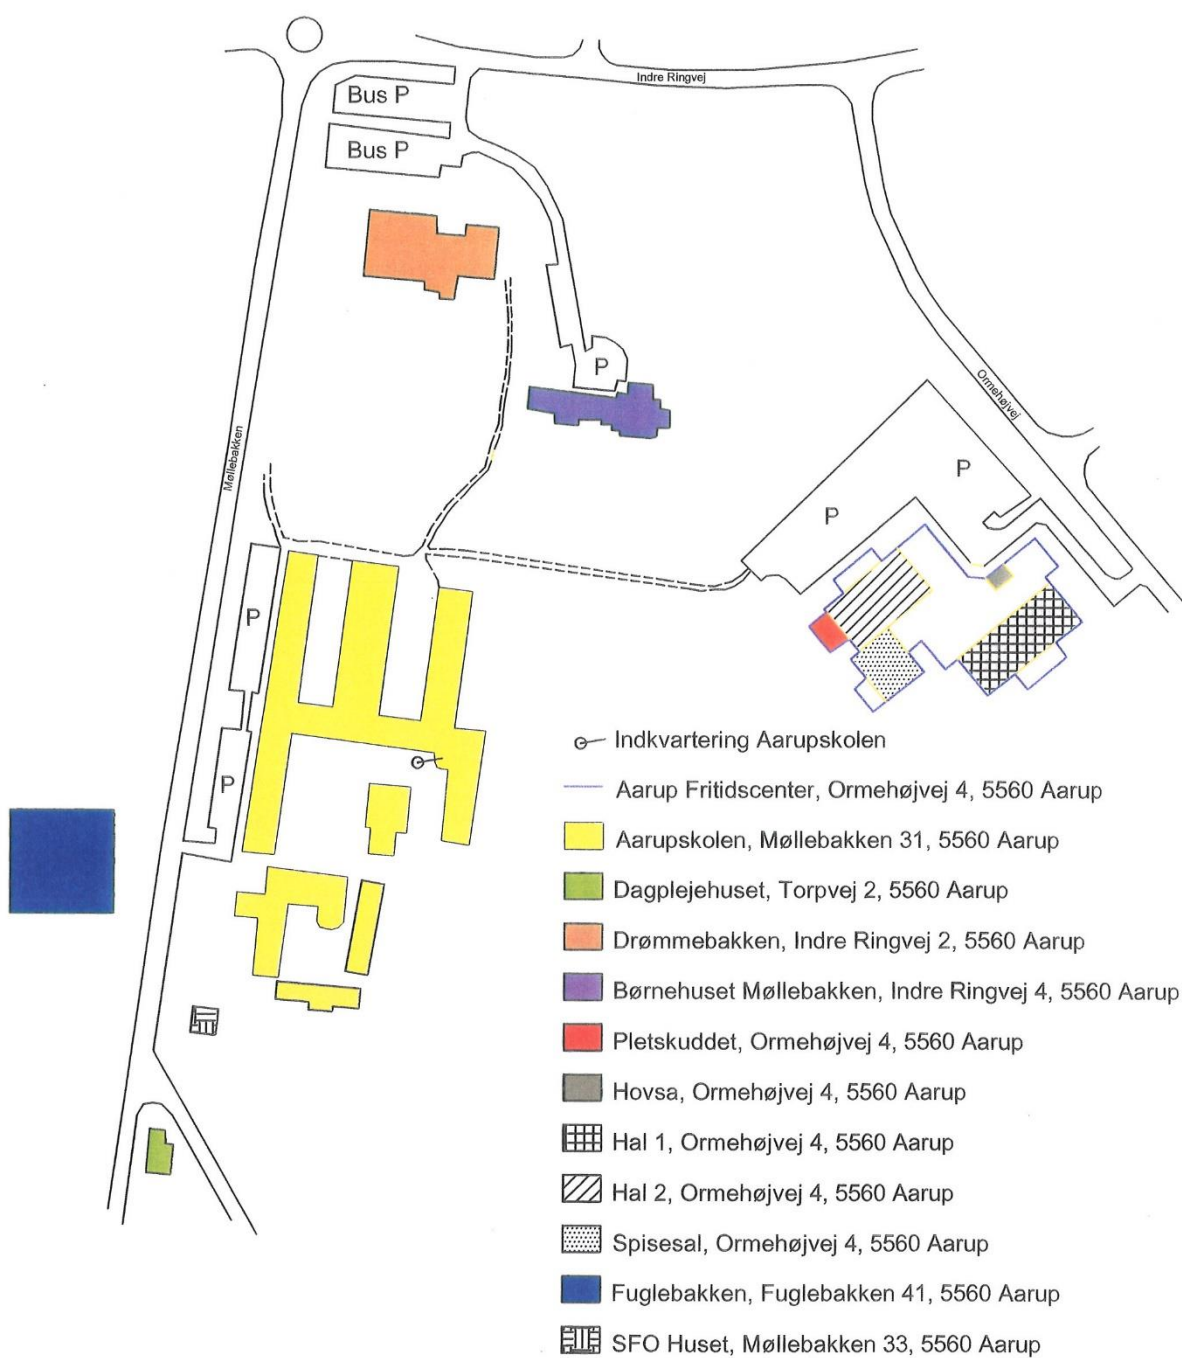 Indre Ringvej
Bus P
Bus P
P
Ormehøjvej
Møllebakken
P
P
P
P
Indkvartering Aarupskolen
Aarup Fritidscenter, Ormehøjvej 4, 5560 Aarup
Aarupskolen, Møllebakken 31, 5560 Aarup
Dagplejehuset, Torpvej 2, 5560 Aarup
Drømmebakken, Indre Ringvej 2, 5560 Aarup
Børnehuset Møllebakken, Indre Ringvej 4, 5560 Aarup
Pletskuddet, Ormehøjvej 4, 5560 Aarup
Hovsa, Ormehøjvej 4, 5560 Aarup
Hal 1, Ormehøjvej 4, 5560 Aarup
Hal 2, Ormehøjvej 4, 5560 Aarup
Spisesal, Ormehøjvej 4, 5560 Aarup
Fuglebakken, Fuglebakken 41, 5560 Aarup
SFO Huset, Møllebakken 33, 5560 Aarup